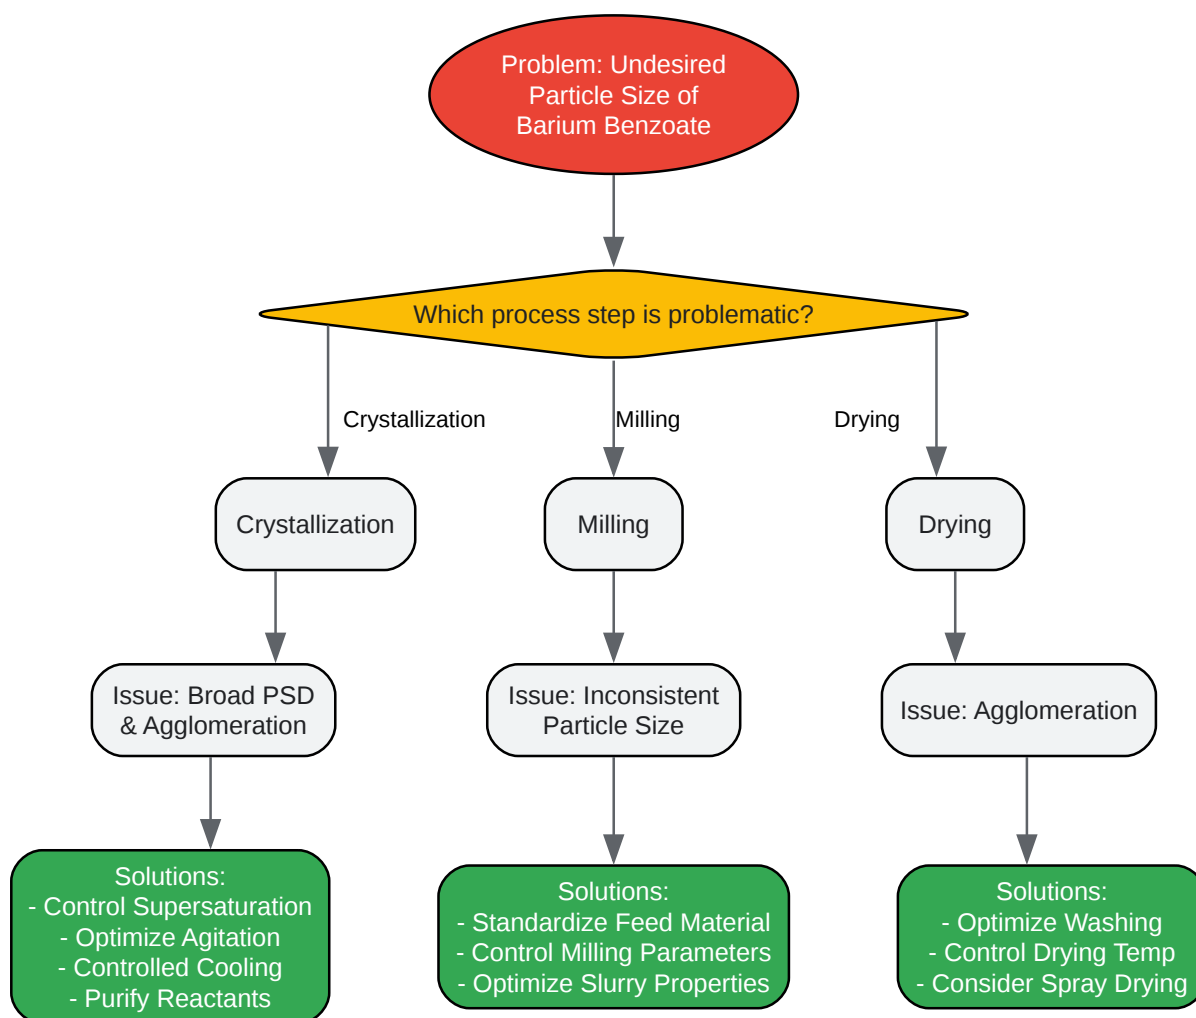 Problem: Undesired
Particle Size of
Barium Benzoate
Which process step is problematic?
Crystallization
Milling
Drying
Crystallization
Milling
Drying
Issue: Broad PSD
& Agglomeration
Issue: Inconsistent
Particle Size
Issue: Agglomeration
Solutions:
- Control Supersaturation
- Optimize Agitation
- Controlled Cooling
- Purify Reactants
Solutions:
- Standardize Feed Material
- Control Milling Parameters
- Optimize Slurry Properties
Solutions:
- Optimize Washing
- Control Drying Temp
- Consider Spray Drying